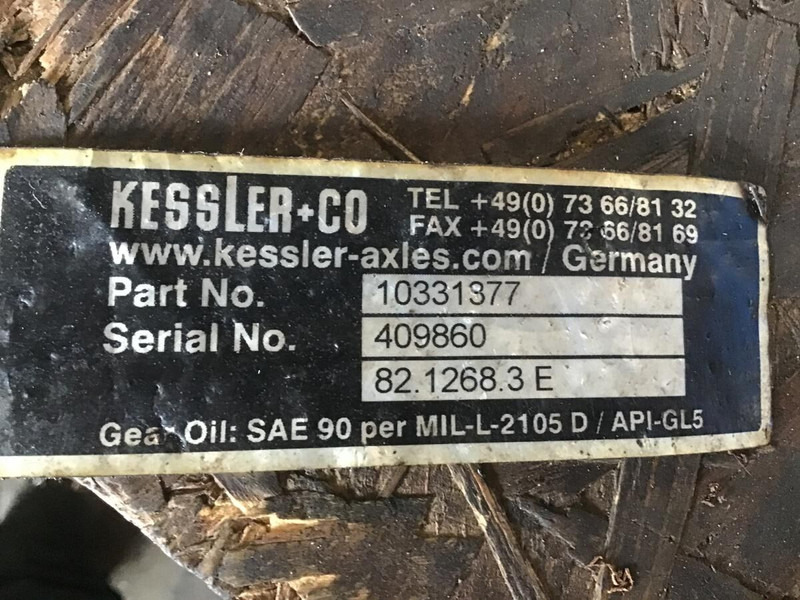 KESSLER+CO
TEL +49(0) 73 66/81 32
FAX +49(0) 73 66/81 69
www.kessler-axles.com / Germany
Part No. 10331377
Serial No. 409860
82.1268.3 E
Gear Oil: SAE 90 per MIL-L-2105 D / API-GL5